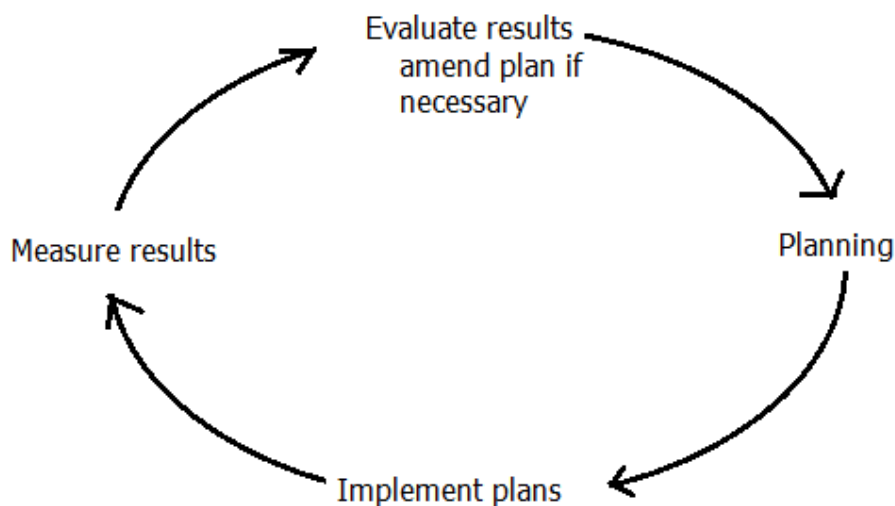 Evaluate results
amend plan if
necessary
Planning
Implement plans
Measure results